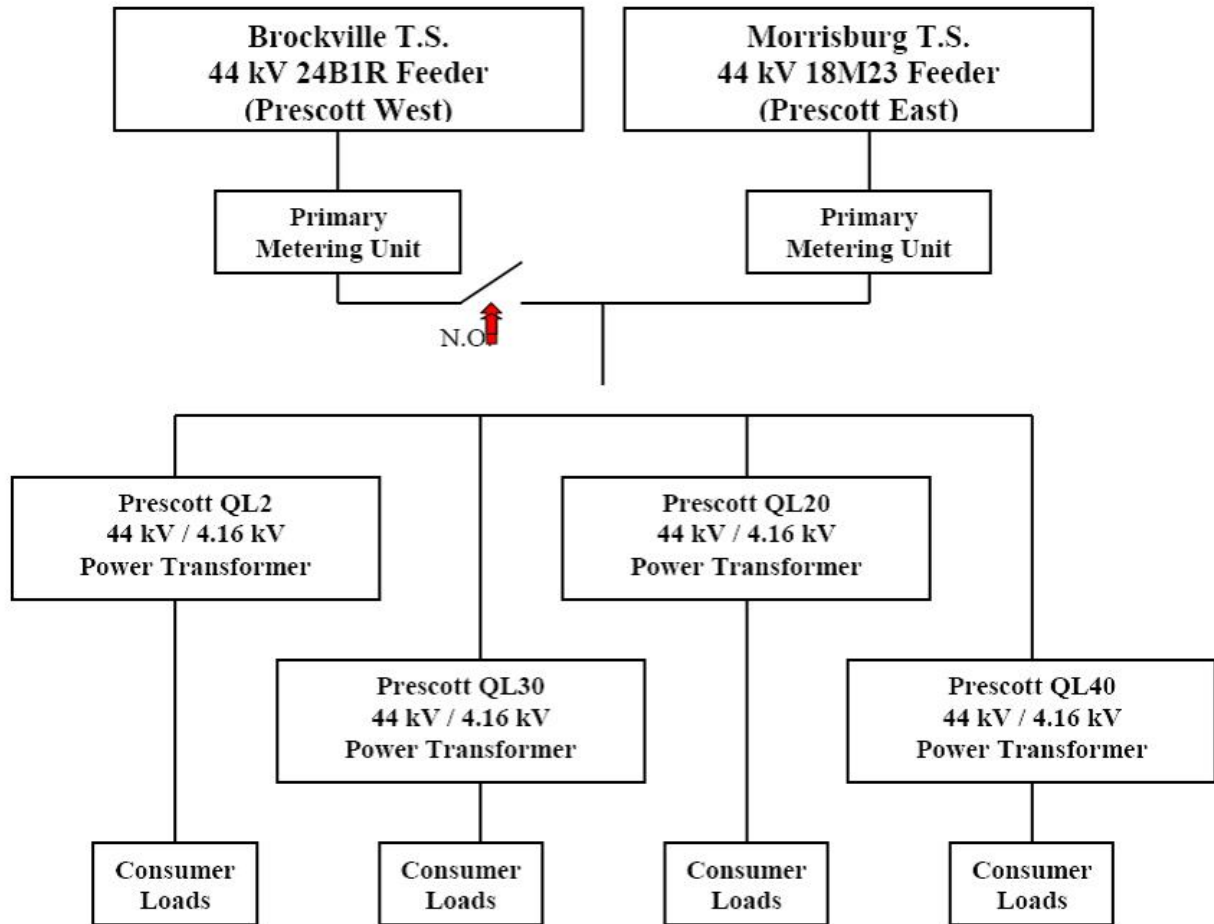 Brockville T.S.
44 kV 24B1R Feeder
(Prescott West)
Morrisburg T.S.
44 kV 18M23 Feeder
(Prescott East)
Primary
Metering Unit
Primary
Metering Unit
N.O.
Prescott QL2
44 kV / 4.16 kV
Power Transformer
Prescott QL20
44 kV / 4.16 kV
Power Transformer
Prescott QL30
44 kV / 4.16 kV
Power Transformer
Prescott QL40
44 kV / 4.16 kV
Power Transformer
Consumer
Loads
Consumer
Loads
Consumer
Loads
Consumer
Loads